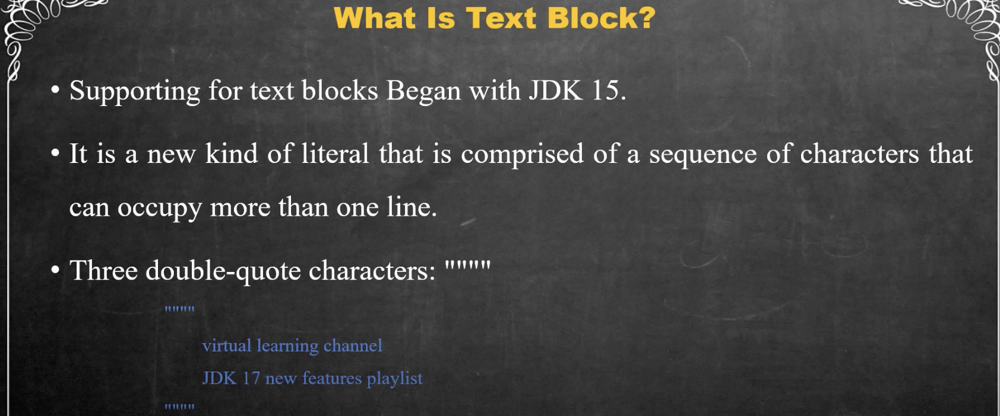 What Is Text Block?
• Supporting for text blocks Began with JDK 15.
• It is a new kind of literal that is comprised of a sequence of characters that
can occupy more than one line.
• Three double-quote characters: """"
""""
virtual learning channel
JDK 17 new features playlist
""""